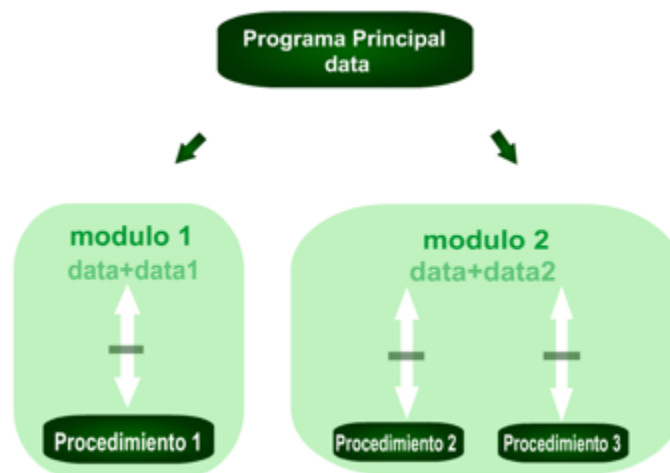 Programa Principal
data
modulo 1
data+data1
modulo 2
data+data2
Procedimiento 1
Procedimiento 2
Procedimiento 3